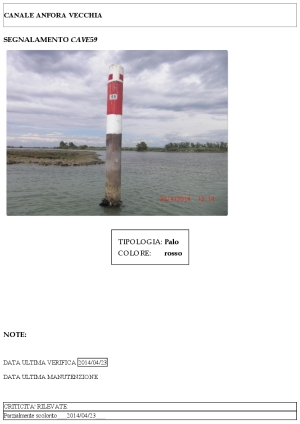 CANALE ANFORA VECCHIA
SEGNALAMENTO CAVE59
TIPOLOGIA: Palo
COLORE: rosso
NOTE:
DATA ULTIMA VERIFICA 2014/04/23
DATA ULTIMA MANUTENZIONE
CRITICITA' RILEVATE
Parzialmente scolorito 2014/04/23